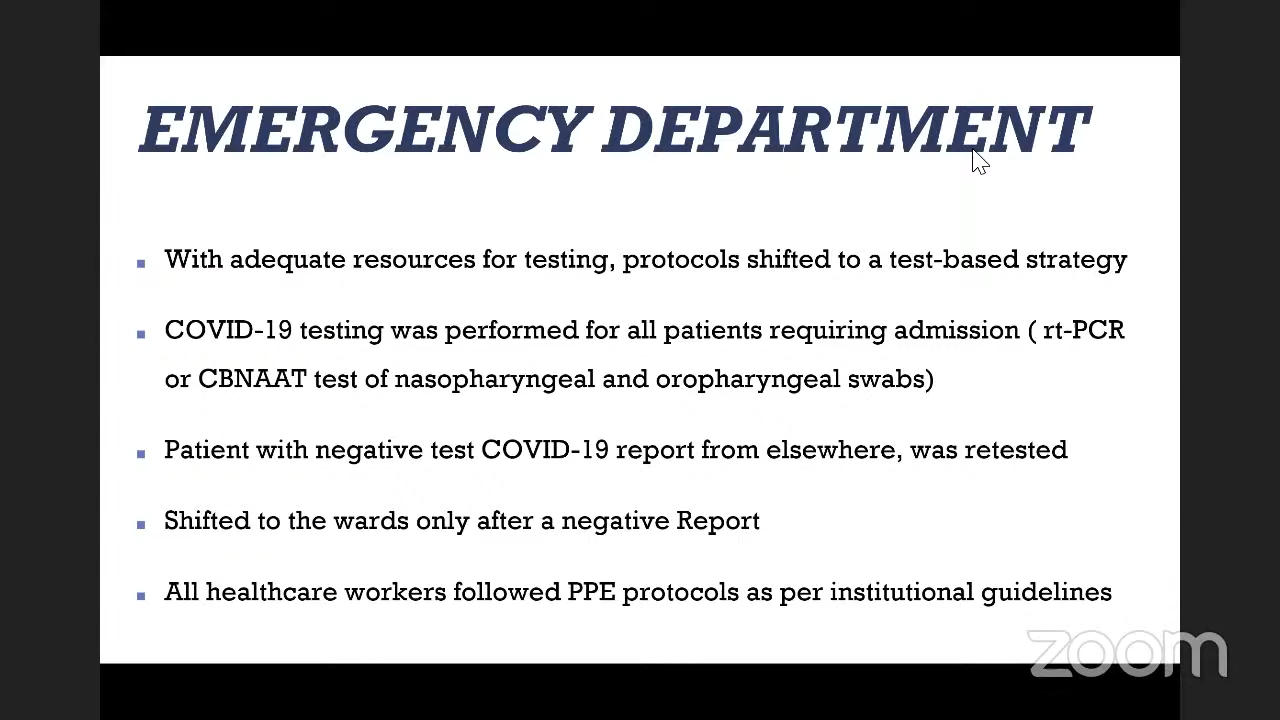 EMERGENCY DEPARTMENT
With adequate resources for testing, protocols shifted to a test-based strategy
COVID-19 testing was performed for all patients requiring admission ( rt-PCR
or CBNAAT test of nasopharyngeal and oropharyngeal swabs)
Patient with negative test COVID-19 report from elsewhere, was retested
Shifted to the wards only after a negative Report
All healthcare workers followed PPE protocols as per institutional guidelines
zoom